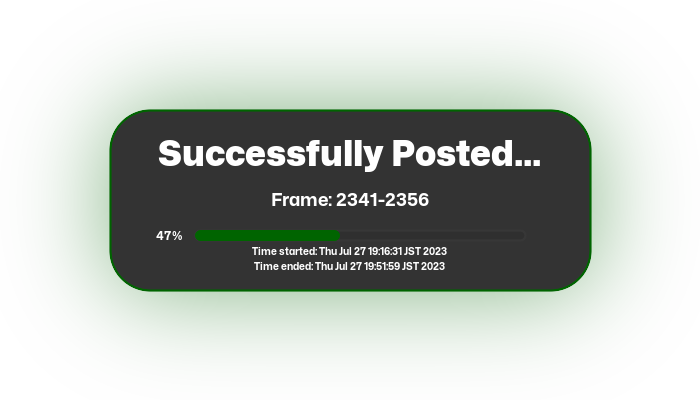 Successfully Posted...
Frame: 2341-2356
47%
Time started: Thu Jul 27 19:16:31 JST 2023
Time ended: Thu Jul 27 19:51:59 JST 2023